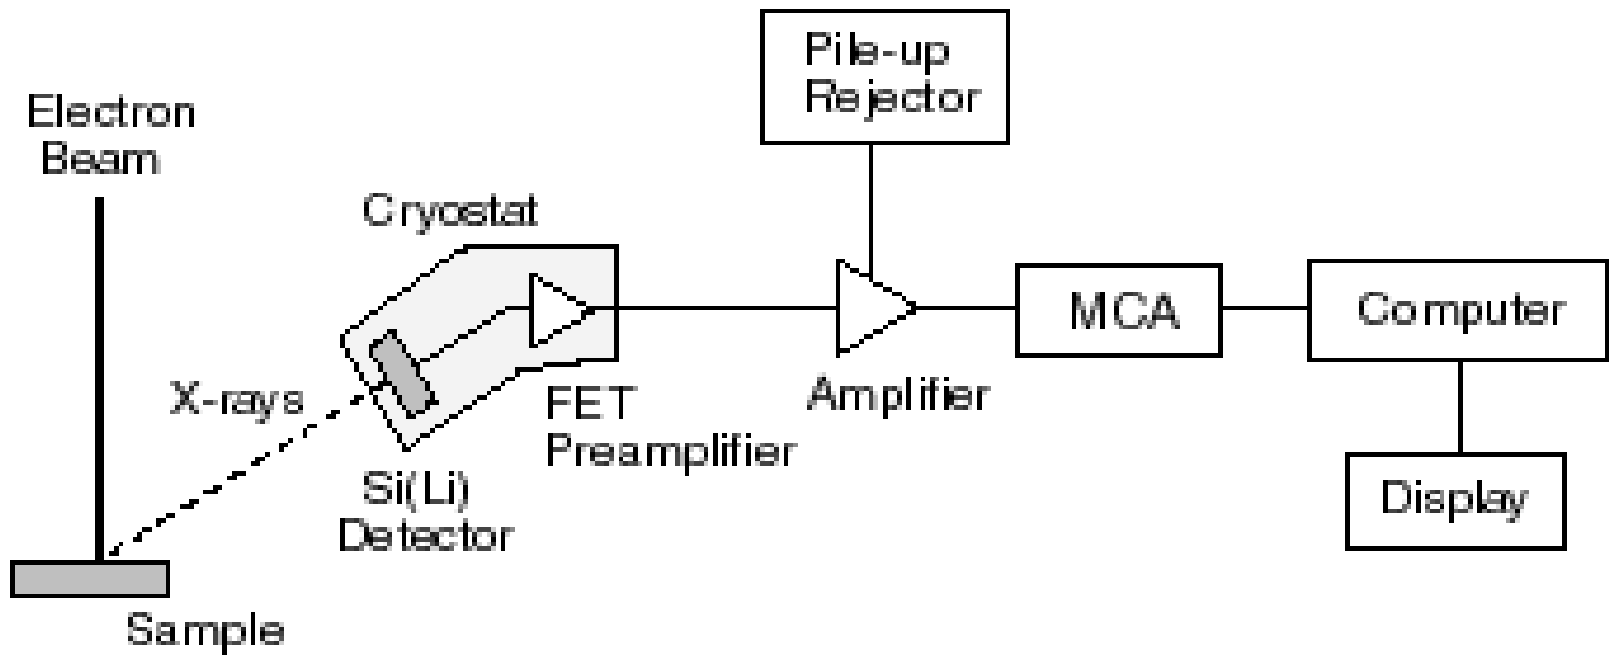 Pile-up
Rejector
Electron
Beam
Cryostat
MCA
Computer
X-rays
FET
Preamplifier
Amplifier
Si(Li)
Detector
Display
Sample